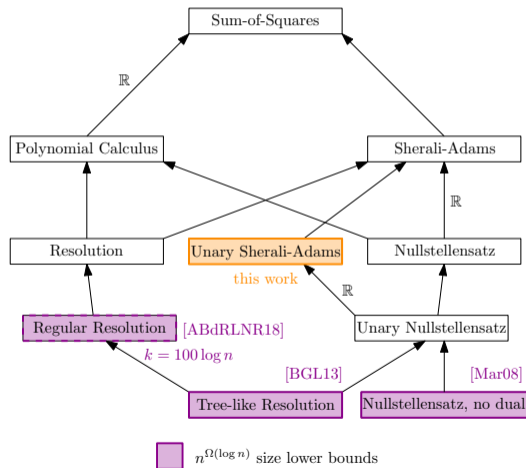 Sum-of-Squares
ℝ
Polynomial Calculus
Sherali-Adams
ℝ
Resolution
Unary Sherali-Adams
Nullstellensatz
this work
ℝ
Regular Resolution
[ABdRLNR18]
Unary Nullstellensatz
k = 100 log n
[BGL13]
[Mar08]
Tree-like Resolution
Nullstellensatz, no dual
n^{Ω(log n)} size lower bounds